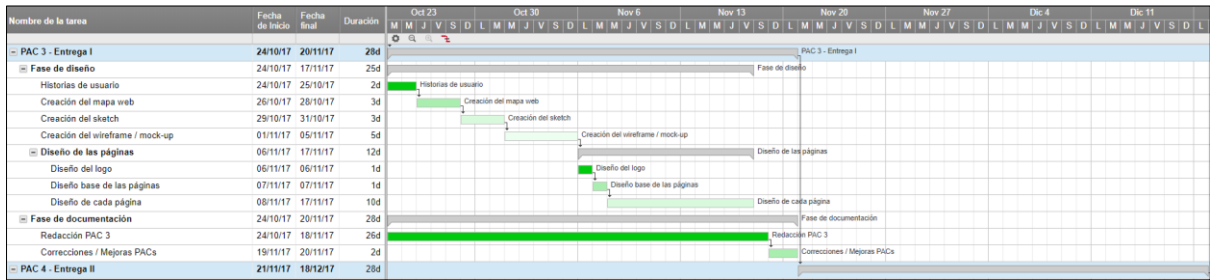 Nombre de la tarea Fecha de Inicio Fecha final Duración Oct 23 Oct 30 Nov 6 Nov 13 Nov 20 Nov 27 Dic 4 Dic 11
M M J V S D L M M J V S D L M M J V S D L M M J V S D L M M J V S D L M M J V S D L M M J V S D L M M J V S D L
PAC 3 - Entrega I 24/10/17 20/11/17 28d PAC 3 - Entrega I
Fase de diseño 24/10/17 17/11/17 25d Fase de diseño
Historias de usuario 24/10/17 25/10/17 2d Historias de usuario
Creación del mapa web 26/10/17 28/10/17 3d Creación del mapa web
Creación del sketch 29/10/17 31/10/17 3d Creación del sketch
Creación del wireframe / mock-up 01/11/17 05/11/17 5d Creación del wireframe / mock-up
Diseño de las páginas 06/11/17 17/11/17 12d Diseño de las páginas
Diseño del logo 06/11/17 06/11/17 1d Diseño del logo
Diseño base de las páginas 07/11/17 07/11/17 1d Diseño base de las páginas
Diseño de cada página 08/11/17 17/11/17 10d Diseño de cada página
Fase de documentación 24/10/17 20/11/17 28d Fase de documentación
Redacción PAC 3 24/10/17 18/11/17 26d Redacción PAC 3
Correcciones / Mejoras PACs 19/11/17 20/11/17 2d Correcciones / Mejoras PACs
PAC 4 - Entrega II 21/11/17 18/12/17 28d